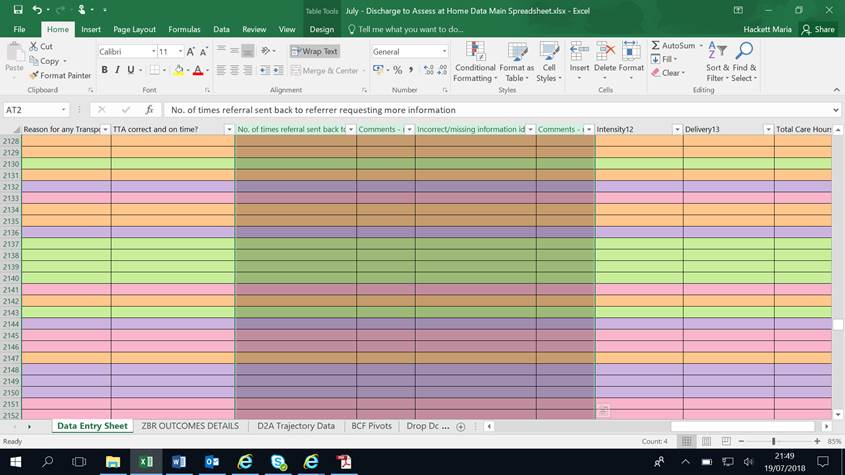 Table Tools
July - Discharge to Assess at Home Data Main Spreadsheet.xlsx - Excel
File Home Insert Page Layout Formulas Data Review View Design Tell me what you want to do... Hackett Maria Share
Paste
Cut
Copy
Format Painter
Clipboard
Calibri 11
B I U
Font
Wrap Text
Merge & Center
Alignment
General
%
Number
Conditional Formatting
Format as Table
Cell Styles
Styles
Insert Delete Format
Cells
AutoSum
Fill
Clear
Sort & Filter
Find & Select
Editing
AT2 fx No. of times referral sent back to referrer requesting more information
Reason for any Transpo TTA correct and on time? No. of times referral sent back to Comments - Incorrect/missing information id Comments - Intensity12 Delivery13 Total Care Hours
2128
2129
2130
2131
2132
2133
2134
2135
2136
2137
2138
2139
2140
2141
2142
2143
2144
2145
2146
2147
2148
2149
2150
2151
2152
Data Entry Sheet ZBR OUTCOMES DETAILS D2A Trajectory Data BCF Pivots Drop Dc ...
Ready Count: 4 85%
21:49
19/07/2018